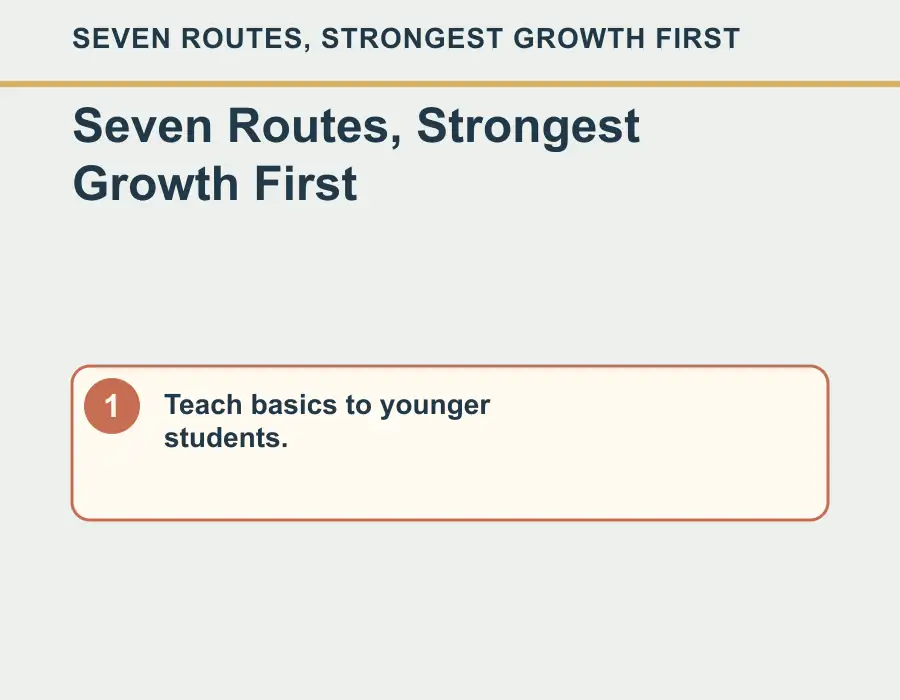 SEVEN ROUTES, STRONGEST GROWTH FIRST
Seven Routes, Strongest
Growth First
1
Teach basics to younger
students.